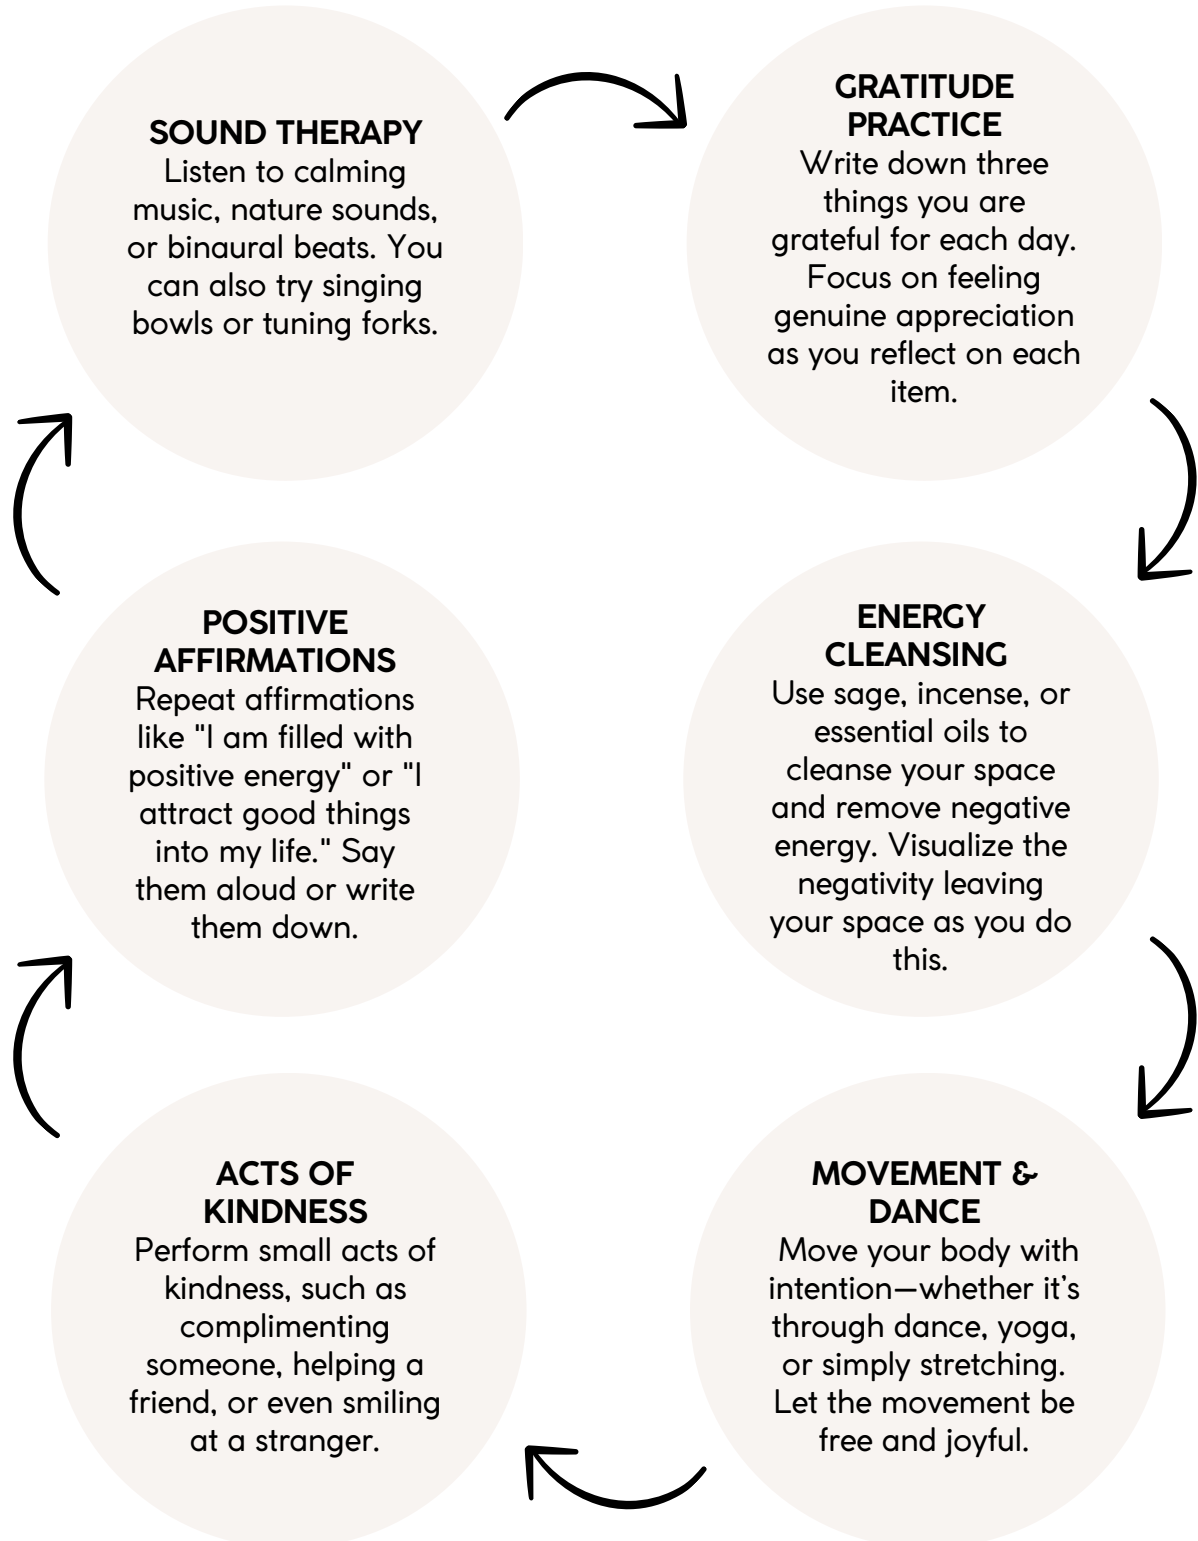 SOUND THERAPY
Listen to calming
music, nature sounds,
or binaural beats. You
can also try singing
bowls or tuning forks.
GRATITUDE
PRACTICE
Write down three
things you are
grateful for each day.
Focus on feeling
genuine appreciation
as you reflect on each
item.
ENERGY
CLEANSING
Use sage, incense, or
essential oils to
cleanse your space
and remove negative
energy. Visualize the
negativity leaving
your space as you do
this.
MOVEMENT &
DANCE
Move your body with
intention—whether it’s
through dance, yoga,
or simply stretching.
Let the movement be
free and joyful.
ACTS OF
KINDNESS
Perform small acts of
kindness, such as
complimenting
someone, helping a
friend, or even smiling
at a stranger.
POSITIVE
AFFIRMATIONS
Repeat affirmations
like "I am filled with
positive energy" or "I
attract good things
into my life." Say
them aloud or write
them down.